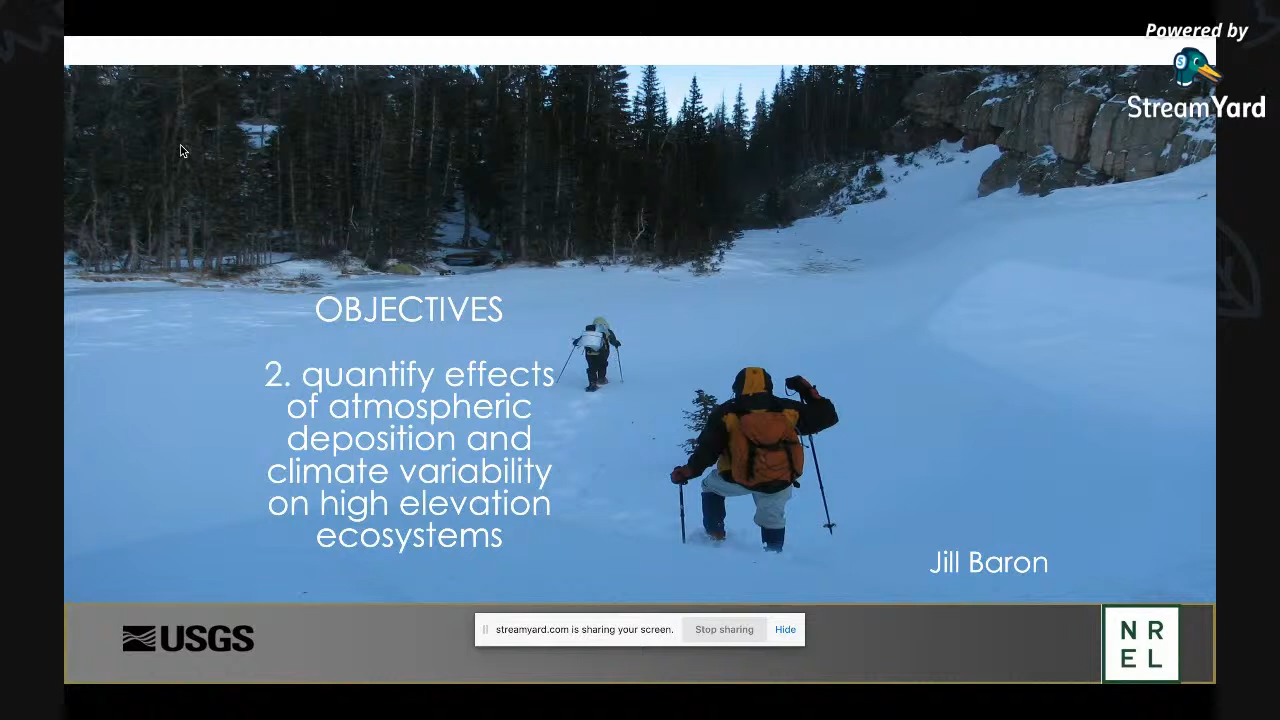 Powered by
StreamYard
OBJECTIVES
2. quantify effects
of atmospheric
deposition and
climate variability
on high elevation
ecosystems
Jill Baron
USGS
streamyard.com is sharing your screen.
Stop sharing
Hide
N R
E L